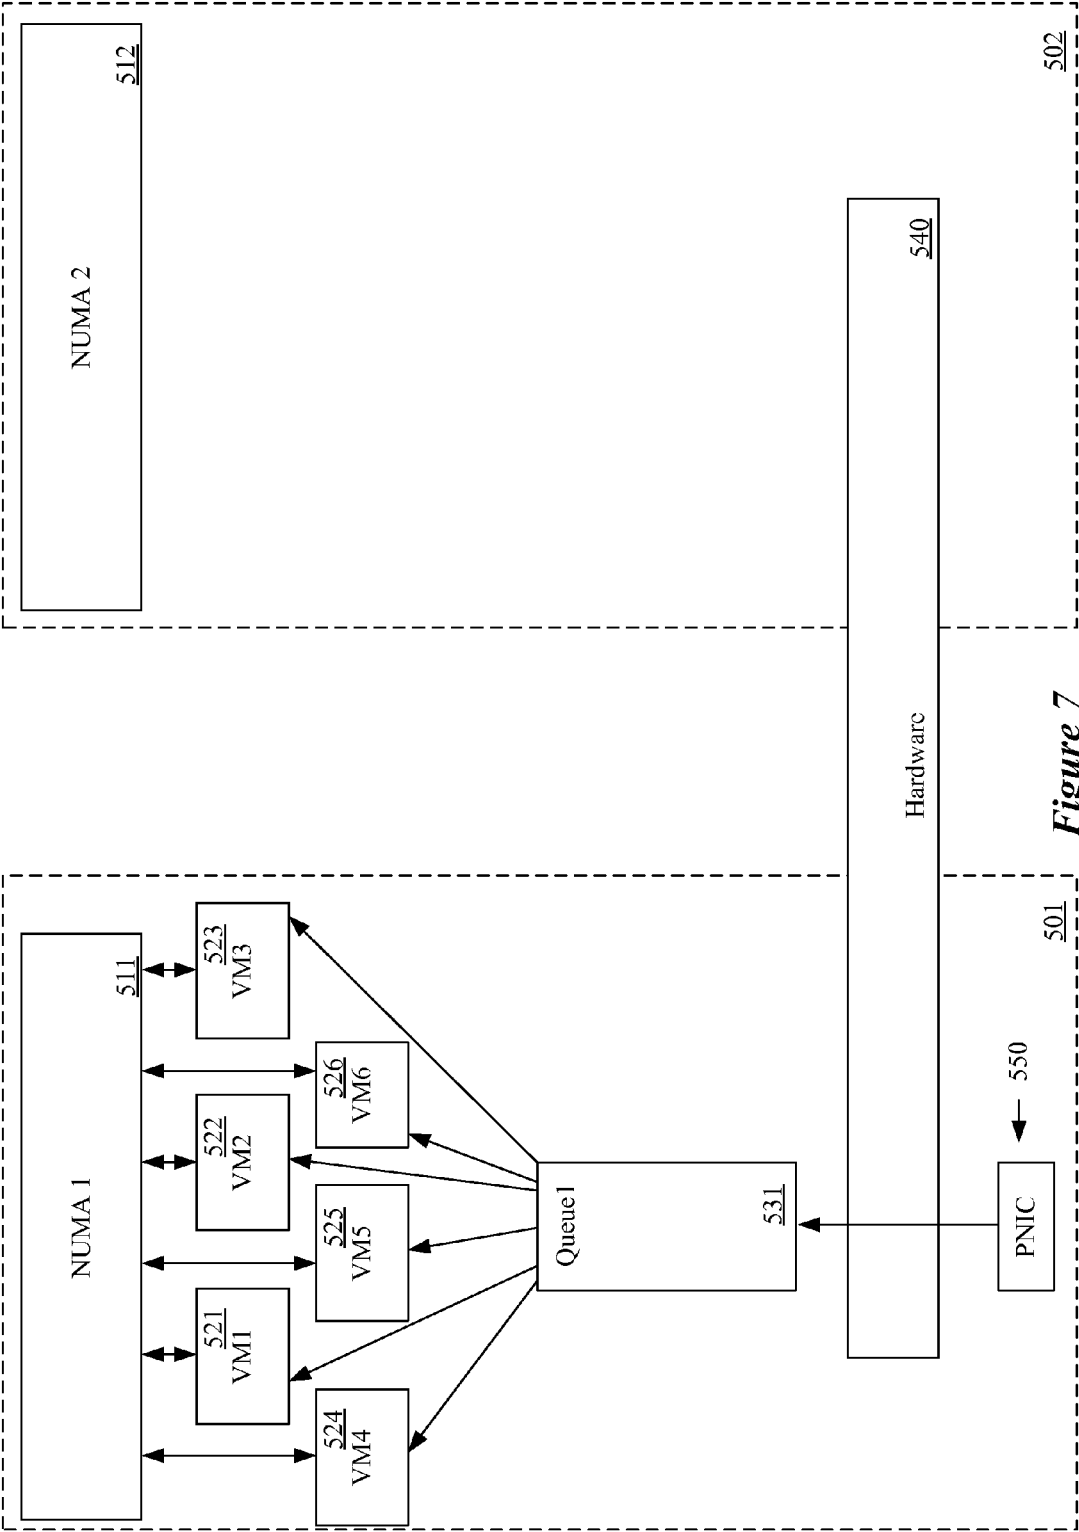 NUMA 1
511
NUMA 2
512
521
VM1
522
VM2
523
VM3
524
VM4
525
VM5
526
VM6
Queue1
531
Hardware
540
PNIC
550
501
502
Figure 7